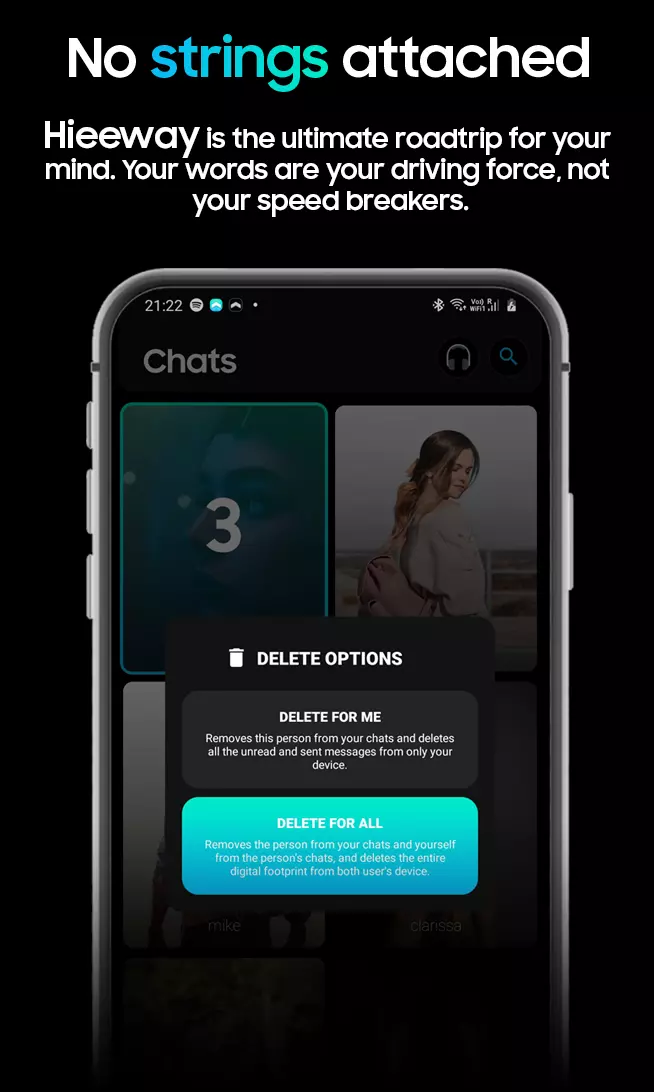 No strings attached
Hieeway is the ultimate roadtrip for your
mind. Your words are your driving force, not
your speed breakers.
21:22
Vo))
WiFi1
R
Chats
3
DELETE OPTIONS
DELETE FOR ME
Removes this person from your chats and deletes
all the unread and sent messages from only your
device.
DELETE FOR ALL
Removes the person from your chats and yourself
from the person's chats, and deletes the entire
digital footprint from both user's device.
mike
clarissa